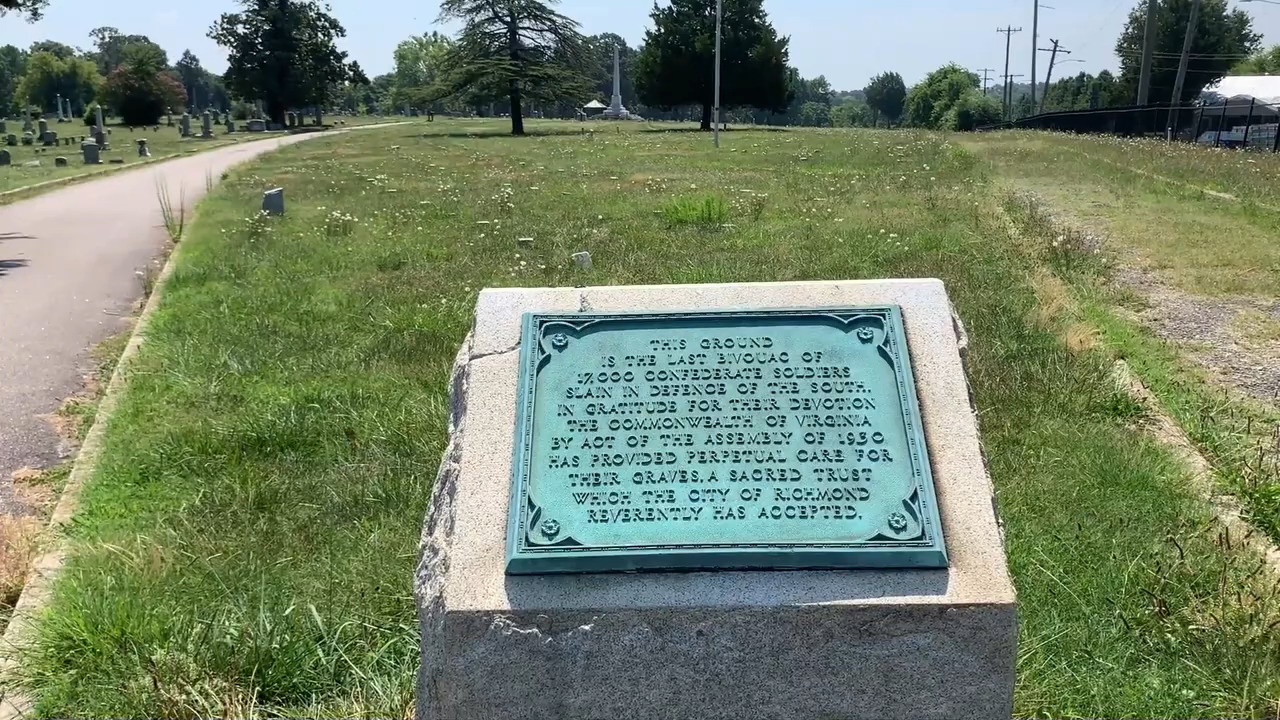 THIS GROUND
IS THE LAST BIVOUAC OF
17,000 CONFEDERATE SOLDIERS
SLAIN IN DEFENCE OF THE SOUTH.
IN GRATITUDE FOR THEIR DEVOTION
THE COMMONWEALTH OF VIRGINIA
BY ACT OF THE ASSEMBLY OF 1930
HAS PROVIDED PERPETUAL CARE FOR
THEIR GRAVES, A SACRED TRUST
WHICH THE CITY OF RICHMOND
REVERENTLY HAS ACCEPTED.